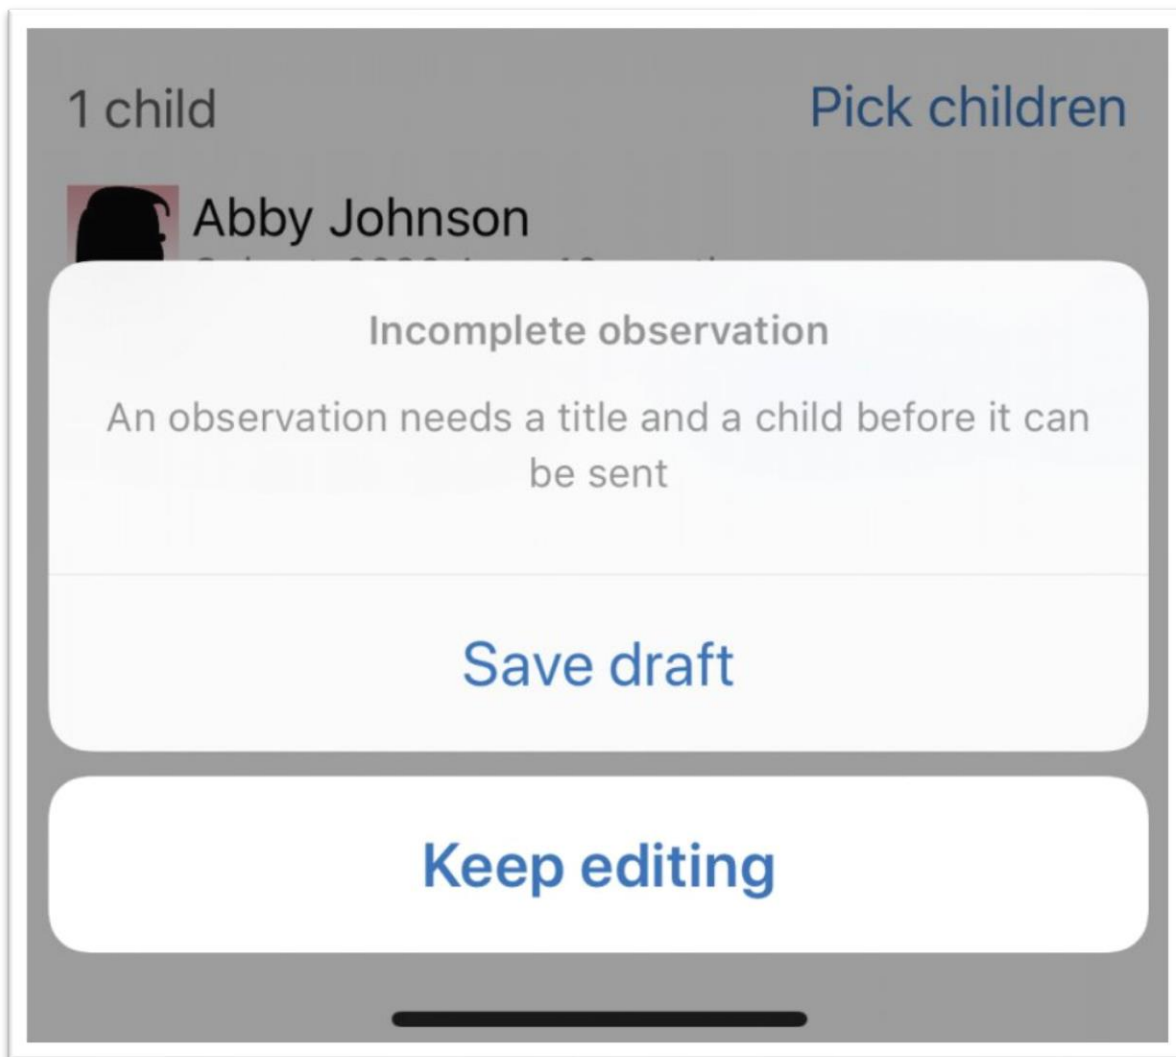 1 child
Pick children
Abby Johnson
Incomplete observation
An observation needs a title and a child before it can
be sent
Save draft
Keep editing